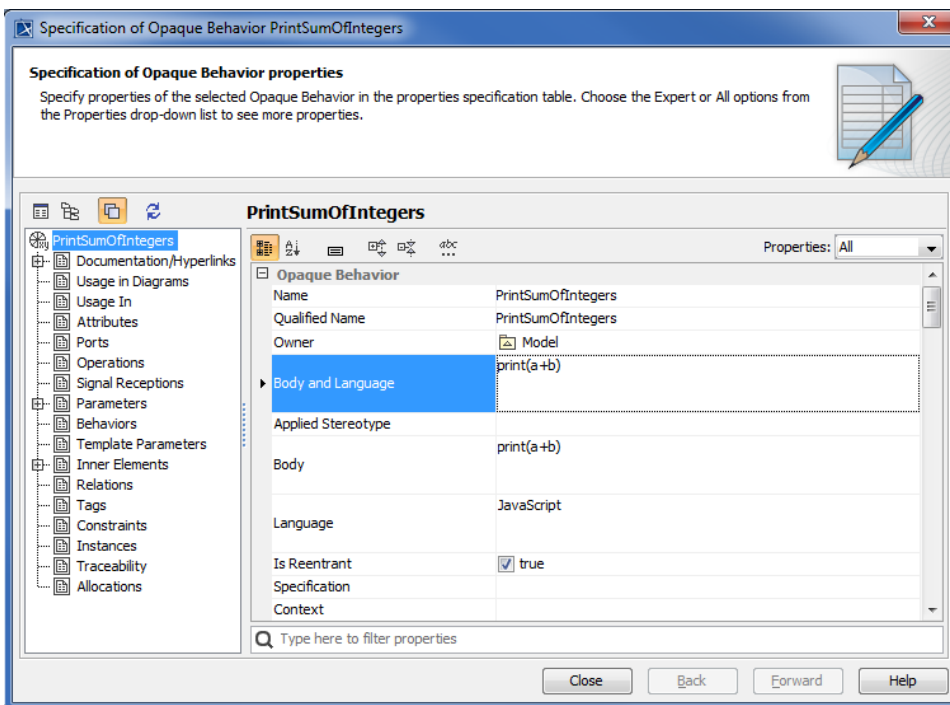 Specification of Opaque Behavior PrintSumOfIntegers
Specification of Opaque Behavior properties
Specify properties of the selected Opaque Behavior in the properties specification table. Choose the Expert or All options from
the Properties drop-down list to see more properties.
PrintSumOfIntegers
PrintSumOfIntegers
Documentation/Hyperlinks
Usage in Diagrams
Usage In
Attributes
Ports
Operations
Signal Receptions
Parameters
Behaviors
Template Parameters
Inner Elements
Relations
Tags
Constraints
Instances
Traceability
Allocations
Properties: All
Opaque Behavior
Name PrintSumOfIntegers
Qualified Name PrintSumOfIntegers
Owner Model
Body and Language print(a+b)
Applied Stereotype
Body print(a+b)
Language JavaScript
Is Reentrant true
Specification
Context
Type here to filter properties
Close Back Forward Help